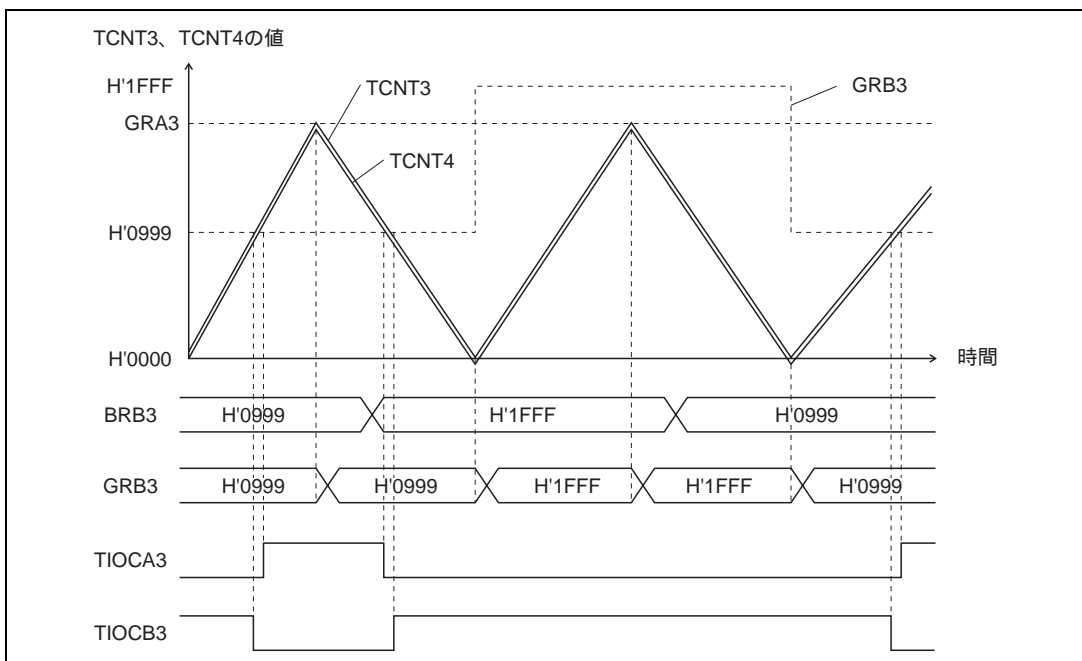 TCNT3、TCNT4の値
H'1FFF
TCNT3
GRB3
GRA3
TCNT4
H'0999
H'0000
時間
BRB3
H'0999
H'1FFF
H'0999
GRB3
H'0999
H'0999
H'1FFF
H'1FFF
H'0999
TIOCA3
TIOCB3